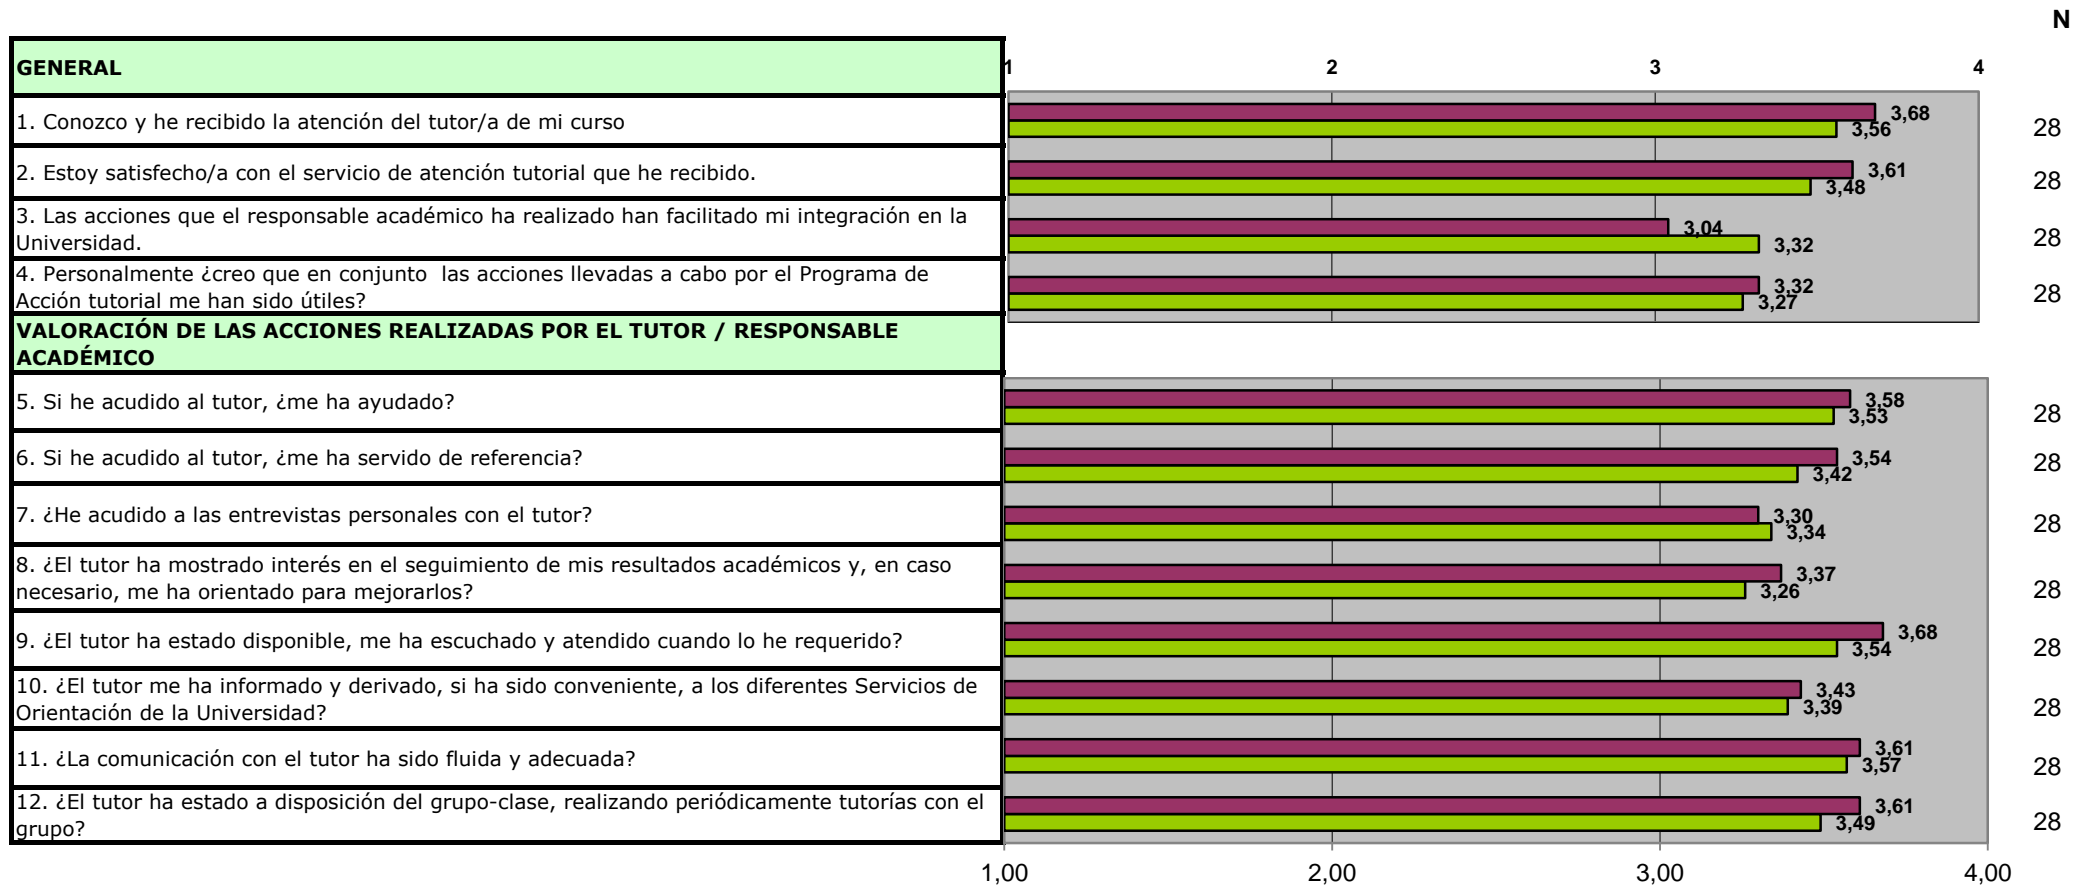 N
GENERAL
1 2 3 4
1. Conozco y he recibido la atención del tutor/a de mi curso
3,68
3,56
28
2. Estoy satisfecho/a con el servicio de atención tutorial que he recibido.
3,61
3,48
28
3. Las acciones que el responsable académico ha realizado han facilitado mi integración en la
Universidad.
3,04
3,32
28
4. Personalmente ¿creo que en conjunto  las acciones llevadas a cabo por el Programa de
Acción tutorial me han sido útiles?
3,32
3,27
28
VALORACIÓN DE LAS ACCIONES REALIZADAS POR EL TUTOR / RESPONSABLE
ACADÉMICO
5. Si he acudido al tutor, ¿me ha ayudado?
3,58
3,53
28
6. Si he acudido al tutor, ¿me ha servido de referencia?
3,54
3,42
28
7. ¿He acudido a las entrevistas personales con el tutor?
3,30
3,34
28
8. ¿El tutor ha mostrado interés en el seguimiento de mis resultados académicos y, en caso
necesario, me ha orientado para mejorarlos?
3,37
3,26
28
9. ¿El tutor ha estado disponible, me ha escuchado y atendido cuando lo he requerido?
3,68
3,54
28
10. ¿El tutor me ha informado y derivado, si ha sido conveniente, a los diferentes Servicios de
Orientación de la Universidad?
3,43
3,39
28
11. ¿La comunicación con el tutor ha sido fluida y adecuada?
3,61
3,57
28
12. ¿El tutor ha estado a disposición del grupo-clase, realizando periódicamente tutorías con el
grupo?
3,61
3,49
28
1,00 2,00 3,00 4,00